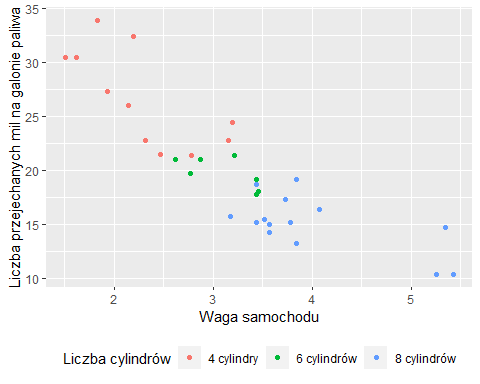 Liczba przejechanych mil na galonie paliwa
35
30
25
20
15
10
2 3 4 5
Waga samochodu
Liczba cylindrów 4 cylindry 6 cylindrów 8 cylindrów